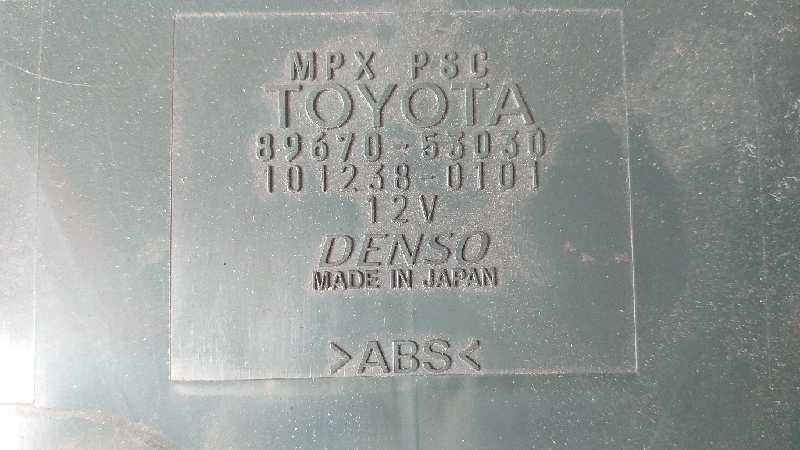 MPX PSC
TOYOTA
89670-53030
101238-0101
12V
DENSO
MADE IN JAPAN
>ABS<